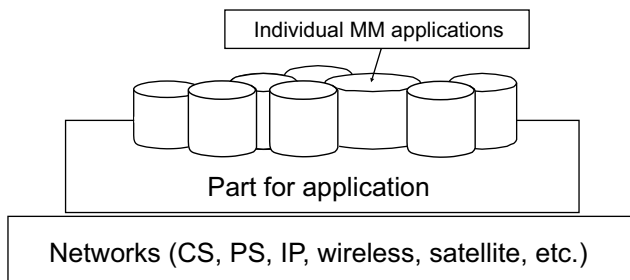 Individual MM applications
Part for application
Networks (CS, PS, IP, wireless, satellite, etc.)